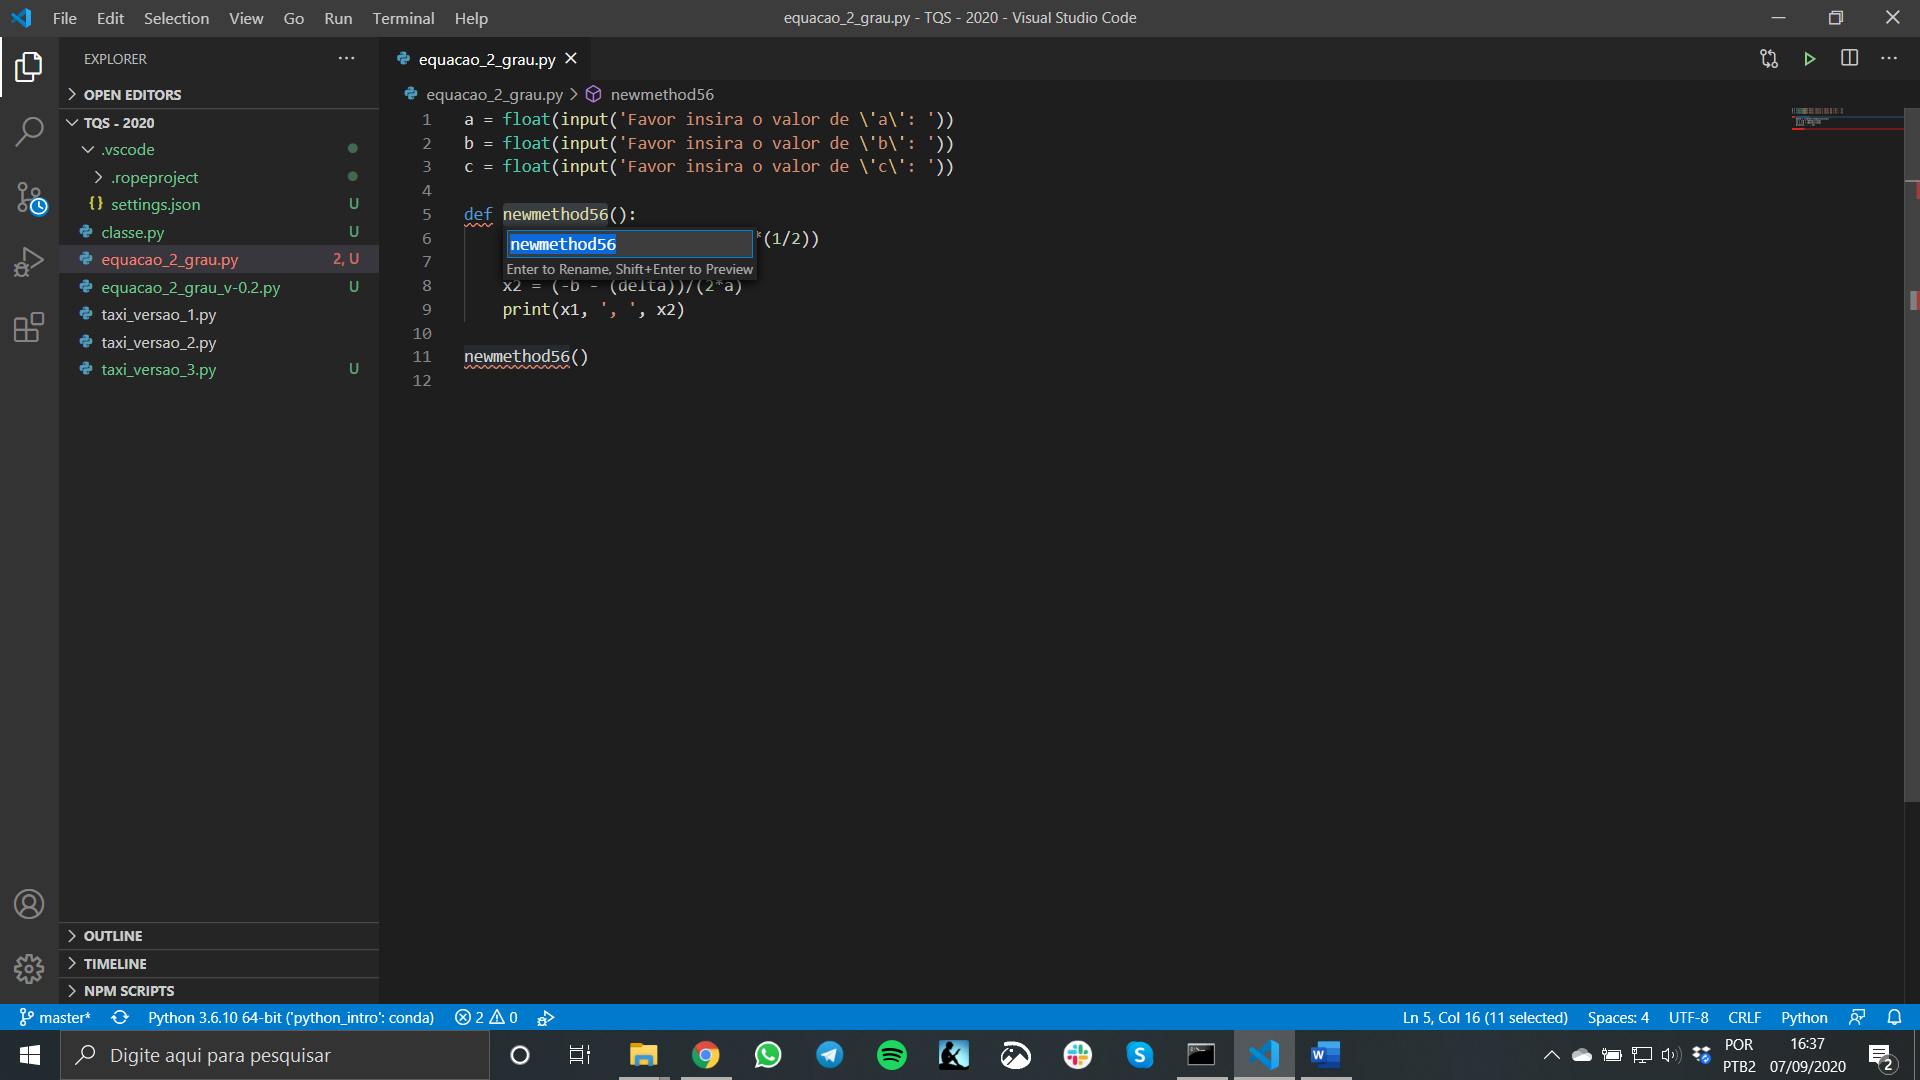 File Edit Selection View Go Run Terminal Help
equacao_2_grau.py - TQS - 2020 - Visual Studio Code
EXPLORER
OPEN EDITORS
TQS - 2020
.vscode
.ropeproject
{} settings.json U
classe.py U
equacao_2_grau.py 2, U
equacao_2_grau_v-0.2.py U
taxi_versao_1.py
taxi_versao_2.py
taxi_versao_3.py U
OUTLINE
TIMELINE
NPM SCRIPTS
equacao_2_grau.py
equacao_2_grau.py > newmethod56
1 a = float(input('Favor insira o valor de \'a\': '))
2 b = float(input('Favor insira o valor de \'b\': '))
3 c = float(input('Favor insira o valor de \'c\': '))
4
5 def newmethod56():
6 *(1/2))
newmethod56
7
Enter to Rename, Shift+Enter to Preview
8 x2 = (-b - (delta))/(2*a)
9 print(x1, ', ', x2)
10
11 newmethod56()
12
master* Python 3.6.10 64-bit ('python_intro': conda) 2 0
Ln 5, Col 16 (11 selected) Spaces: 4 UTF-8 CRLF Python
Digite aqui para pesquisar
POR
PTB2
16:37
07/09/2020
2